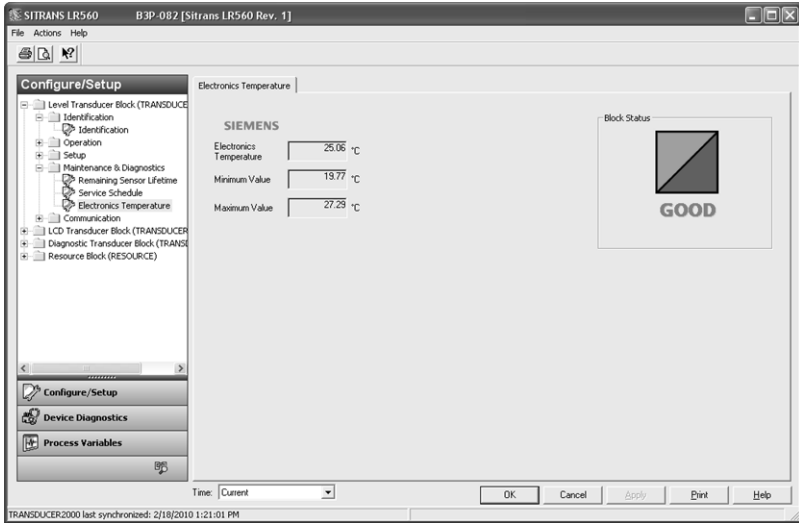 SITRANS LR560 B3P-082 [Sitrans LR560 Rev. 1]
File Actions Help
Configure/Setup
Level Transducer Block (TRANSDUCE
Identification
Identification
Operation
Setup
Maintenance & Diagnostics
Remaining Sensor Lifetime
Service Schedule
Electronics Temperature
Communication
LCD Transducer Block (TRANSDUCER
Diagnostic Transducer Block (TRANSD
Resource Block (RESOURCE)
Configure/Setup
Device Diagnostics
Process Variables
Electronics Temperature
SIEMENS
Electronics
Temperature 25.06 °C
Minimum Value 19.77 °C
Maximum Value 27.29 °C
Block Status
GOOD
Time: Current
OK Cancel Apply Print Help
TRANSDUCER2000 last synchronized: 2/18/2010 1:21:01 PM